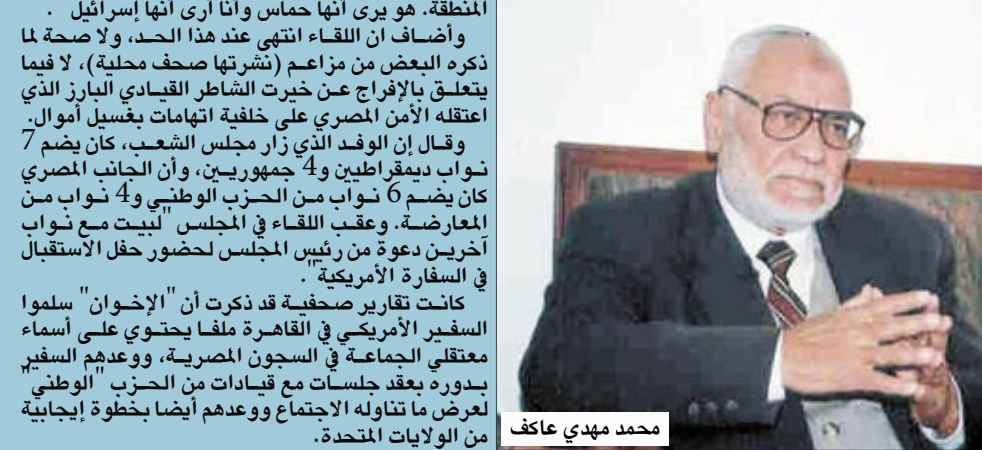 المنطقة. هو يرى أنها حماس وأنا أرى أنها إسرائيل" .
وأضاف ان اللقاء انتهى عند هذا الحد، ولا صحة لما
ذكره البعض من مزاعم (نشرتها صحف محلية)، لا فيما
يتعلق بالإفراج عن خيرت الشاطر القيادي البارز الذي
اعتقله الأمن المصري على خلفية اتهامات بغسيل أموال.
وقال إن الوفد الذي زار مجلس الشعب، كان يضم 7
نواب ديمقراطيين و4 جمهوريين، وأن الجانب المصري
كان يضم 6 نواب من الحزب الوطني و4 نواب من
المعارضة. وعقب اللقاء في المجلس "لبيت مع نواب
آخرين دعوة من رئيس المجلس لحضور حفل الاستقبال
في السفارة الأمريكية".
كانت تقارير صحفية قد ذكرت أن "الإخوان" سلموا
السفير الأمريكي في القاهرة ملفا يحتوي على أسماء
معتقلي الجماعة في السجون المصرية، ووعدهم السفير
بدوره بعقد جلسات مع قيادات من الحزب "الوطني"
لعرض ما تناوله الاجتماع ووعدهم أيضا بخطوة إيجابية
من الولايات المتحدة.
محمد مهدي عاكف